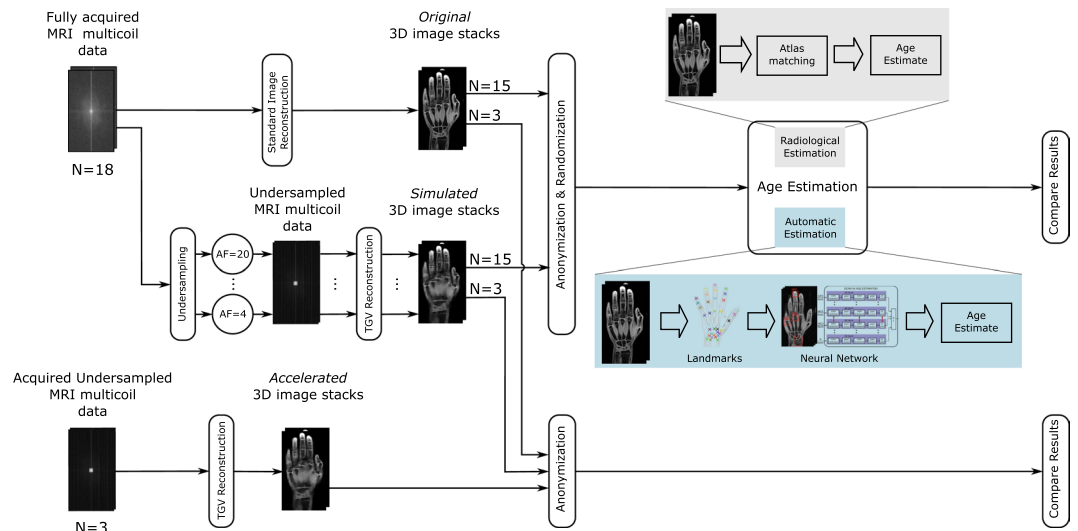 Fully acquired
MRI multicoil
data
N=18
Standard Image
Reconstruction
Original
3D image stacks
N=15
N=3
Undersampling
AF=20
...
AF=4
Undersampled
MRI multicoil
data
TGV Reconstruction
Simulated
3D image stacks
N=15
N=3
Anonymization & Randomization
Atlas
matching
Age
Estimate
Radiological
Estimation
Age Estimation
Automatic
Estimation
Landmarks
Neural Network
Age
Estimate
Compare Results
Acquired Undersampled
MRI multicoil
data
N=3
TGV Reconstruction
Accelerated
3D image stacks
Anonymization
Compare Results